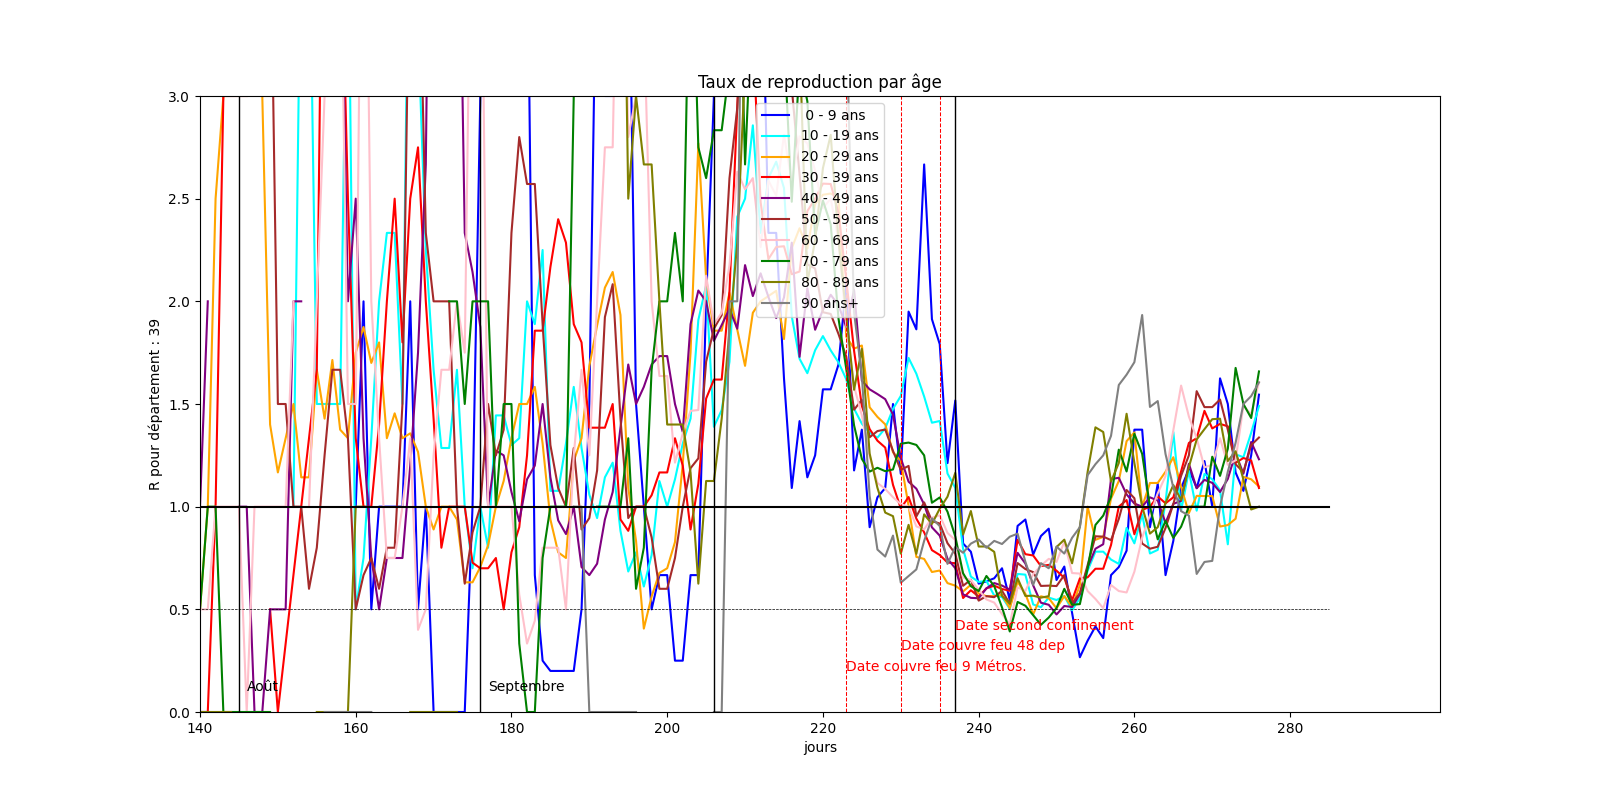 Taux de reproduction par âge
3.0
2.5
2.0
1.5
1.0
0.5
0.0
R pour département : 39
0 - 9 ans
10 - 19 ans
20 - 29 ans
30 - 39 ans
40 - 49 ans
50 - 59 ans
60 - 69 ans
70 - 79 ans
80 - 89 ans
90 ans+
Date second confinement
Date couvre feu 48 dep
Date couvre feu 9 Métros.
Août
Septembre
140
160
180
200
220
240
260
280
jours